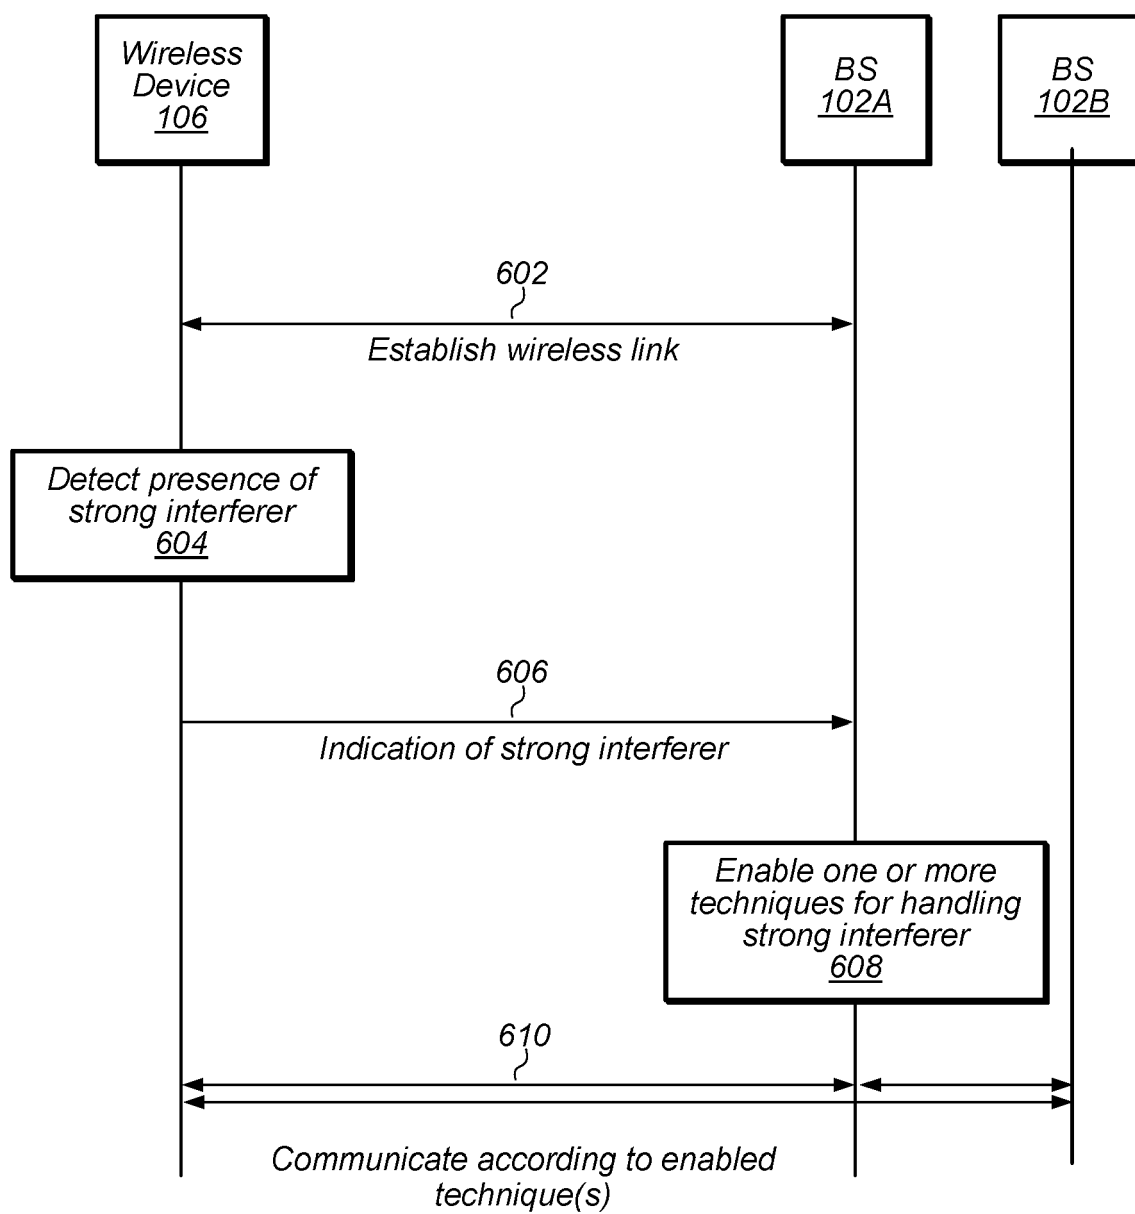 Wireless
Device
106
BS
102A
BS
102B
602
Establish wireless link
Detect presence of
strong interferer
604
606
Indication of strong interferer
Enable one or more
techniques for handling
strong interferer
608
610
Communicate according to enabled
technique(s)